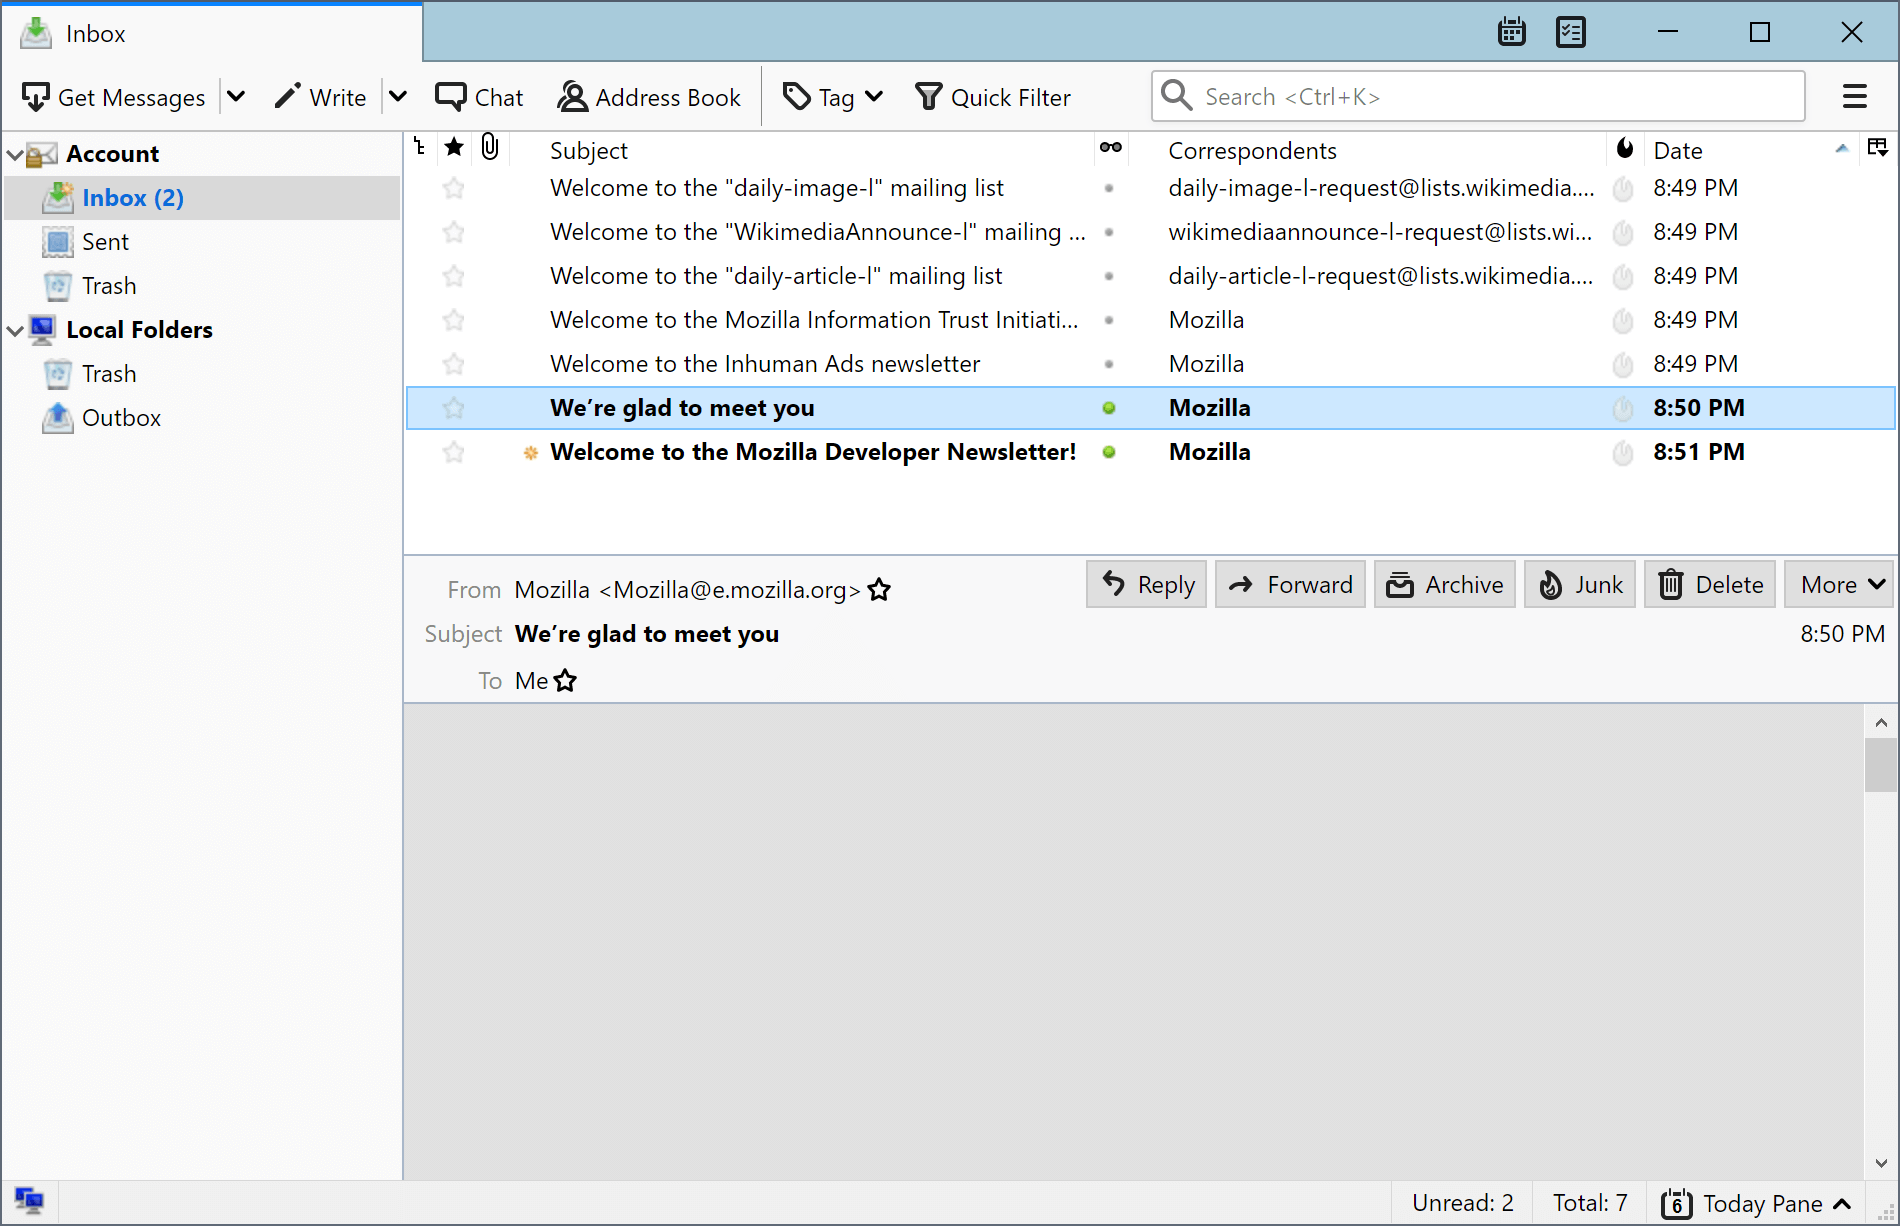 Inbox
Get Messages Write Chat Address Book Tag Quick Filter Search <Ctrl+K>
Account
Inbox (2)
Sent
Trash
Local Folders
Trash
Outbox
Subject Correspondents Date
Welcome to the "daily-image-l" mailing list daily-image-l-request@lists.wikimedia.... 8:49 PM
Welcome to the "WikimediaAnnounce-l" mailing ... wikimediaannounce-l-request@lists.wi... 8:49 PM
Welcome to the "daily-article-l" mailing list daily-article-l-request@lists.wikimedia.... 8:49 PM
Welcome to the Mozilla Information Trust Initiati... Mozilla 8:49 PM
Welcome to the Inhuman Ads newsletter Mozilla 8:49 PM
We’re glad to meet you Mozilla 8:50 PM
Welcome to the Mozilla Developer Newsletter! Mozilla 8:51 PM
From Mozilla <Mozilla@e.mozilla.org> Reply Forward Archive Junk Delete More
Subject We’re glad to meet you 8:50 PM
To Me
Unread: 2 Total: 7 6 Today Pane